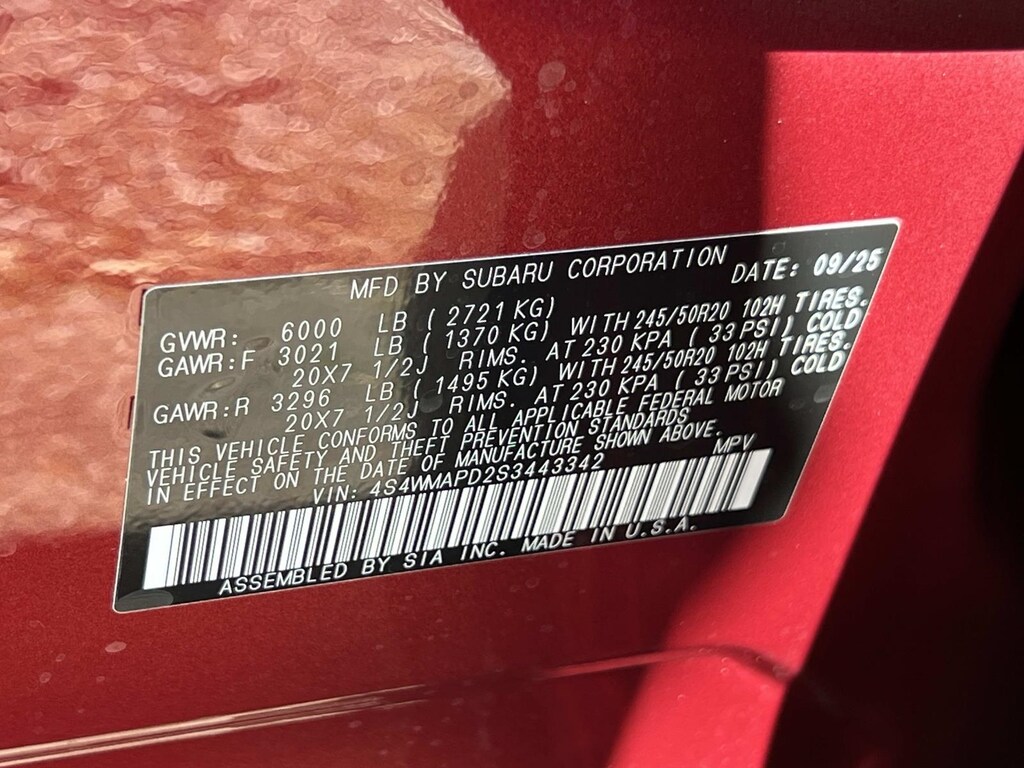 MFD BY SUBARU CORPORATION DATE: 09/25
GVWR: 6000 LB ( 2721 KG)
GAWR:F 3021 LB ( 1370 KG) WITH 245/50R20 102H TIRES.
20X7 1/2J RIMS. AT 230 KPA ( 33 PSI) COLD
GAWR:R 3296 LB ( 1495 KG) WITH 245/50R20 102H TIRES.
20X7 1/2J RIMS. AT 230 KPA ( 33 PSI) COLD
THIS VEHICLE CONFORMS TO ALL APPLICABLE FEDERAL MOTOR
VEHICLE SAFETY AND THEFT PREVENTION STANDARDS
IN EFFECT ON THE DATE OF MANUFACTURE SHOWN ABOVE.
VIN: 4S4WMAPD2S3443342 MPV
ASSEMBLED BY SIA INC. MADE IN U.S.A.